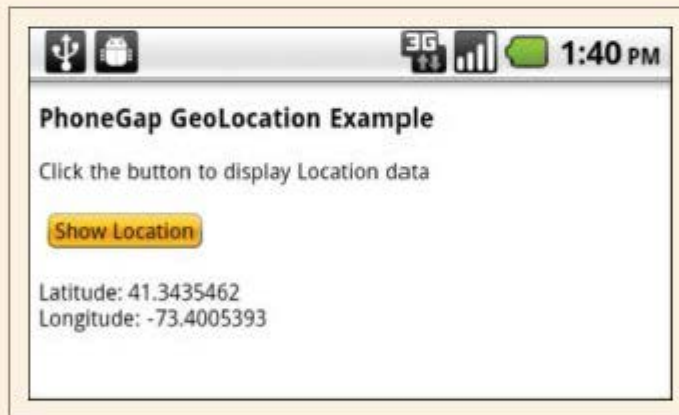 3G 1:40 PM
PhoneGap GeoLocation Example
Click the button to display Location data
Show Location
Latitude: 41.3435462
Longitude: -73.4005393